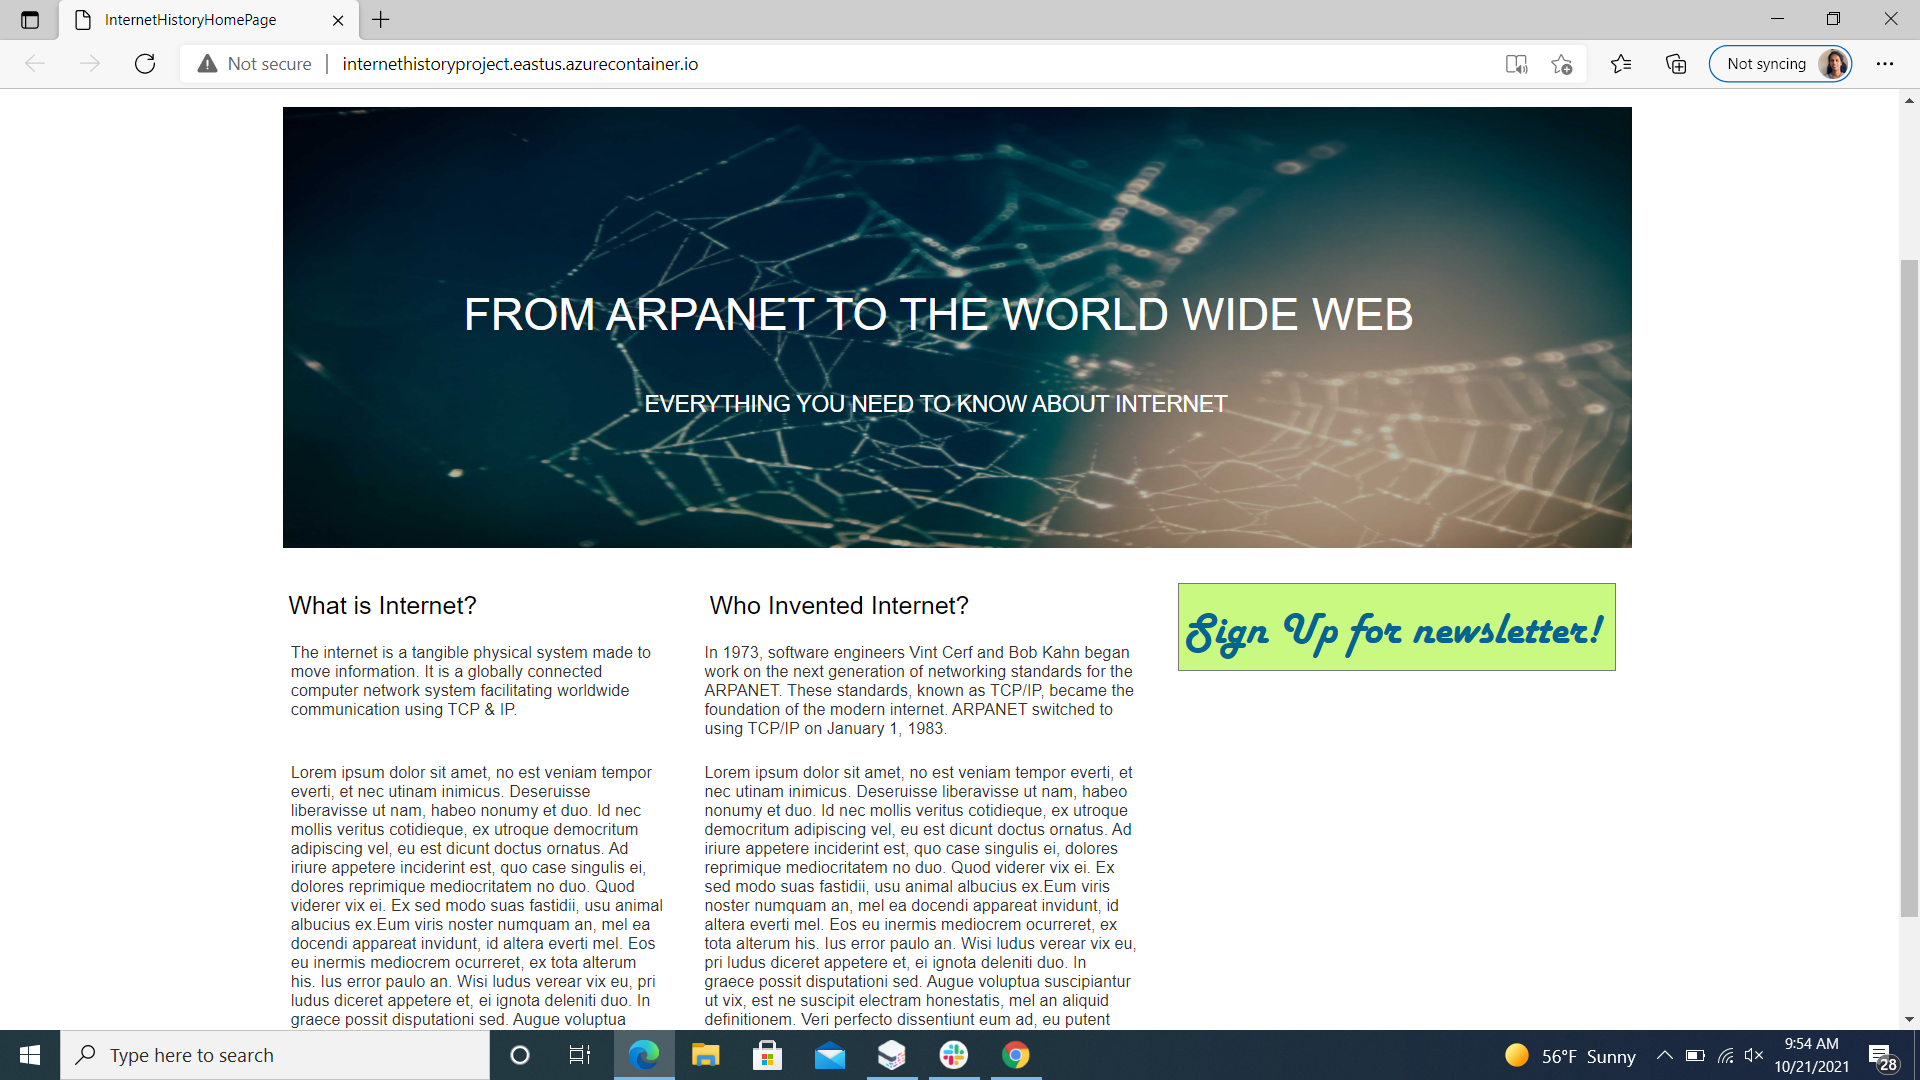 InternetHistoryHomePage
Not secure
internethistoryproject.eastus.azurecontainer.io
Not syncing
FROM ARPANET TO THE WORLD WIDE WEB
EVERYTHING YOU NEED TO KNOW ABOUT INTERNET
What is Internet?
The internet is a tangible physical system made to
move information. It is a globally connected
computer network system facilitating worldwide
communication using TCP & IP.
Lorem ipsum dolor sit amet, no est veniam tempor
everti, et nec utinam inimicus. Deseruisse
liberavisse ut nam, habeo nonumy et duo. Id nec
mollis veritus cotidieque, ex utroque democritum
adipiscing vel, eu est dicunt doctus ornatus. Ad
iriure appetere inciderint est, quo case singulis ei,
dolores reprimique mediocritatem no duo. Quod
viderer vix ei. Ex sed modo suas fastidii, usu animal
albucius ex.Eum viris noster numquam an, mel ea
docendi appareat invidunt, id altera everti mel. Eos
eu inermis mediocrem ocurreret, ex tota alterum
his. Ius error paulo an. Wisi ludus verear vix eu, pri
ludus diceret appetere et, ei ignota deleniti duo. In
graece possit disputationi sed. Augue voluptua
Who Invented Internet?
In 1973, software engineers Vint Cerf and Bob Kahn began
work on the next generation of networking standards for the
ARPANET. These standards, known as TCP/IP, became the
foundation of the modern internet. ARPANET switched to
using TCP/IP on January 1, 1983.
Lorem ipsum dolor sit amet, no est veniam tempor everti, et
nec utinam inimicus. Deseruisse liberavisse ut nam, habeo
nonumy et duo. Id nec mollis veritus cotidieque, ex utroque
democritum adipiscing vel, eu est dicunt doctus ornatus. Ad
iriure appetere inciderint est, quo case singulis ei, dolores
reprimique mediocritatem no duo. Quod viderer vix ei. Ex
sed modo suas fastidii, usu animal albucius ex.Eum viris
noster numquam an, mel ea docendi appareat invidunt, id
altera everti mel. Eos eu inermis mediocrem ocurreret, ex
tota alterum his. Ius error paulo an. Wisi ludus verear vix eu,
pri ludus diceret appetere et, ei ignota deleniti duo. In
graece possit disputationi sed. Augue voluptua suscipiantur
ut vix, est ne suscipit electram honestatis, mel an aliquid
definitionem. Veri perfecto dissentiunt eum ad, eu putent
Sign Up for newsletter!
Type here to search
56°F Sunny
9:54 AM
10/21/2021
28